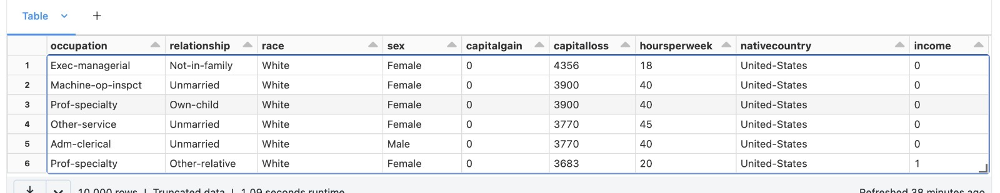 Table +
occupation relationship race sex capitalgain capitalloss hoursperweek nativecountry income
1 Exec-managerial Not-in-family White Female 0 4356 18 United-States 0
2 Machine-op-inspct Unmarried White Female 0 3900 40 United-States 0
3 Prof-specialty Own-child White Female 0 3900 40 United-States 0
4 Other-service Unmarried White Female 0 3770 45 United-States 0
5 Adm-clerical Unmarried White Male 0 3770 40 United-States 0
6 Prof-specialty Other-relative White Female 0 3683 20 United-States 1
10,000 rows | Truncated data | 1.09 seconds runtime Refreshed 38 minutes ago